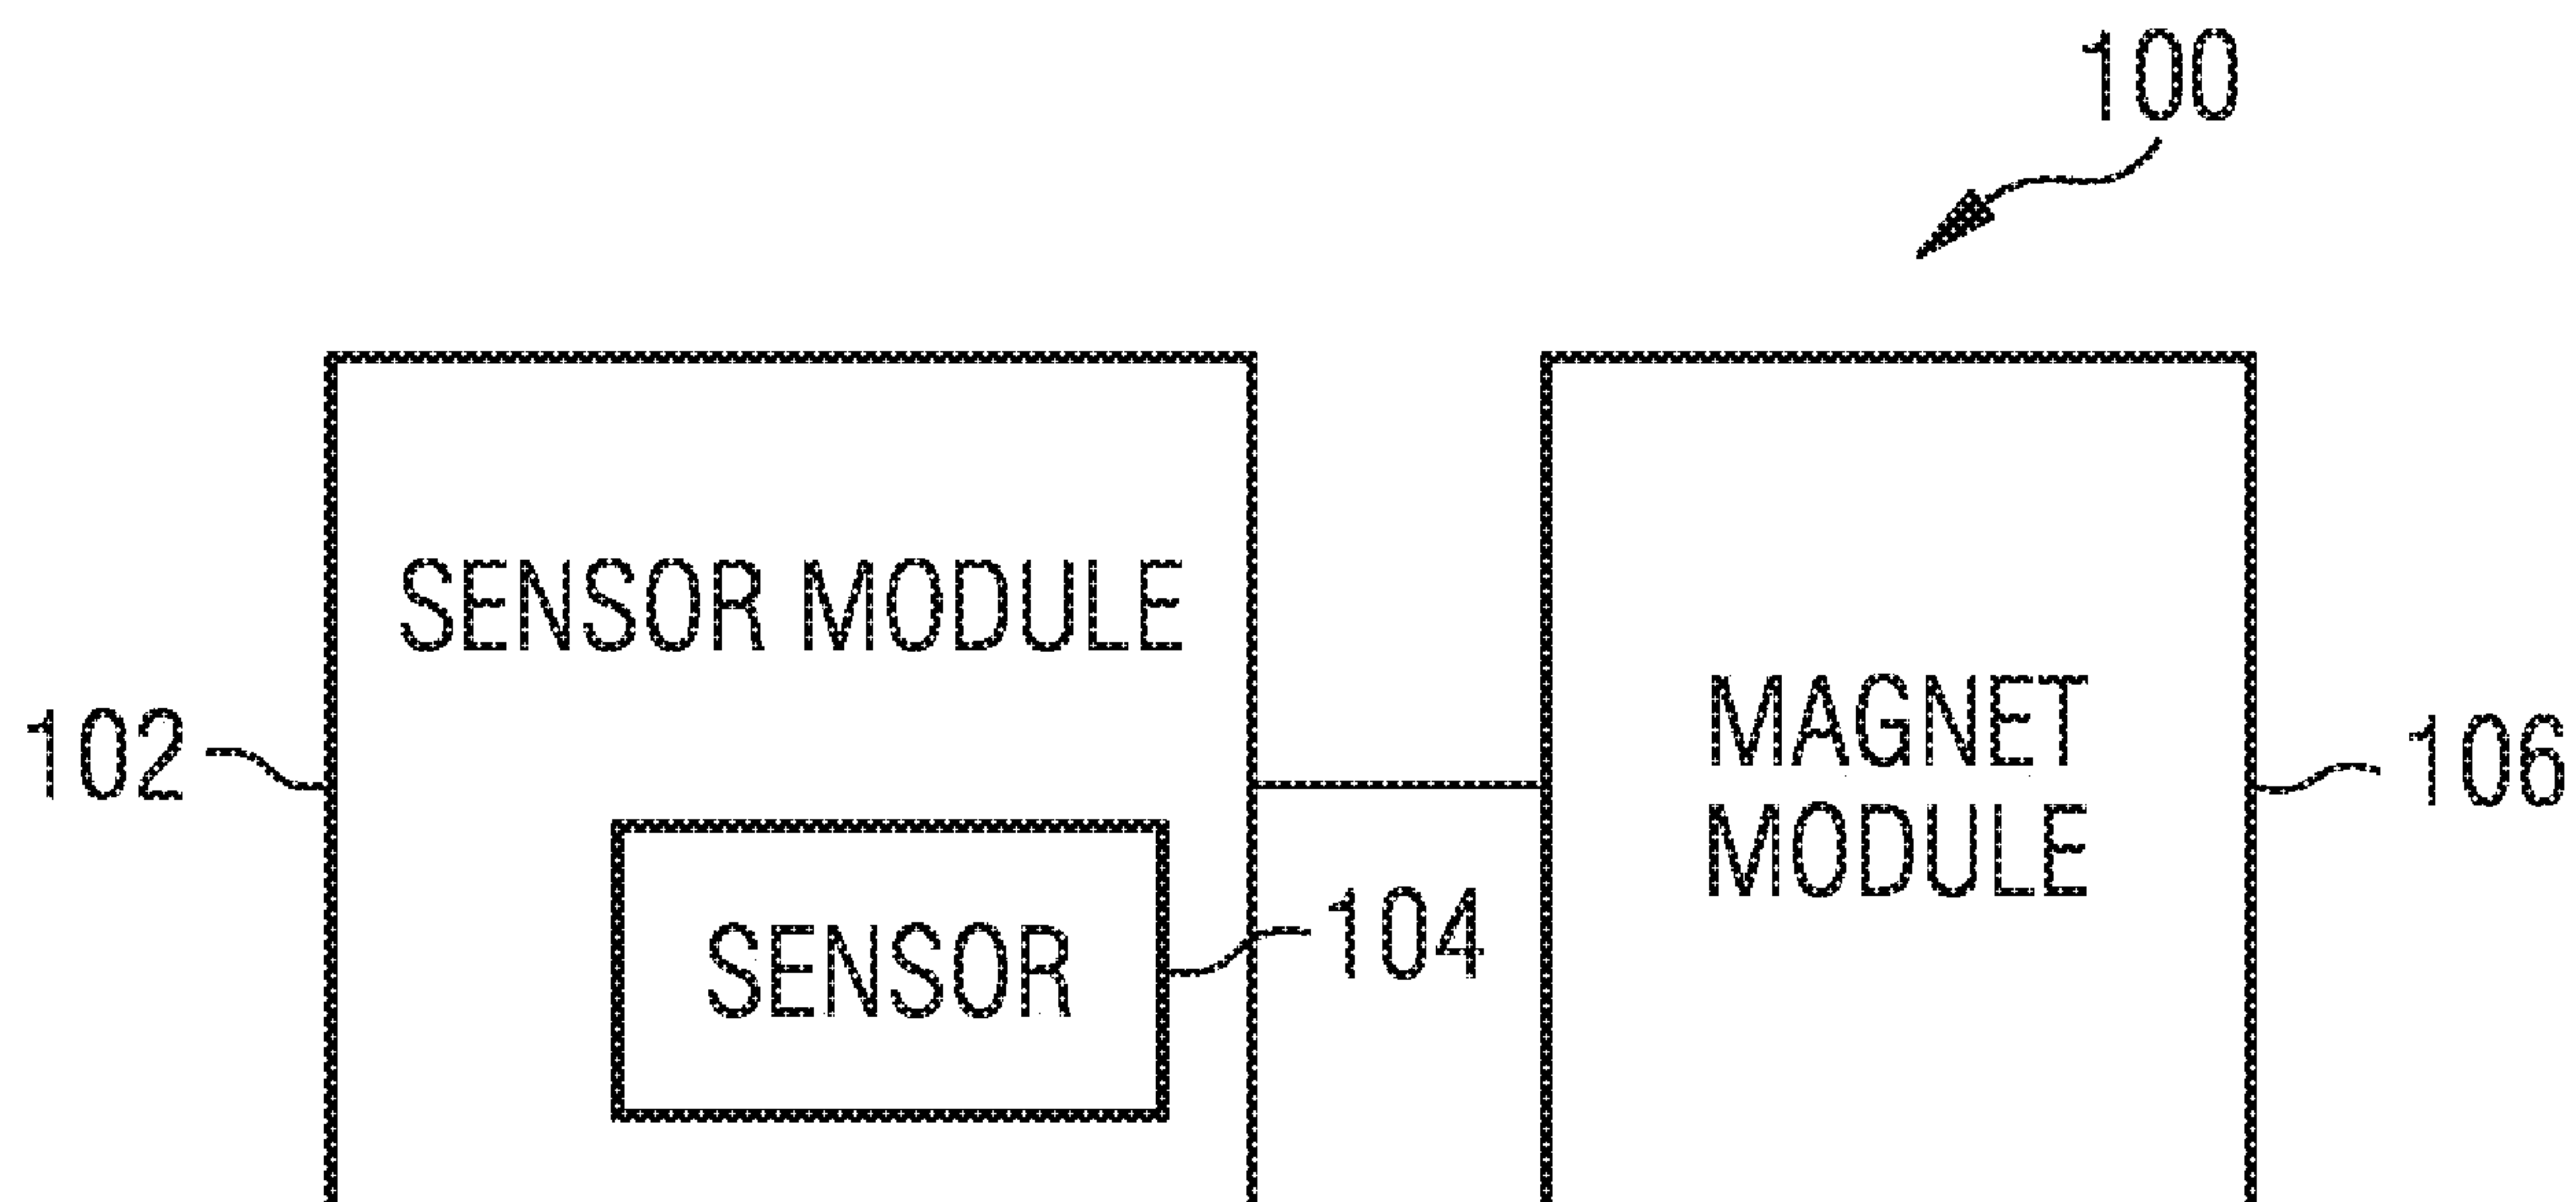 100
SENSOR MODULE
MAGNET
MODULE
102
106
SENSOR
104